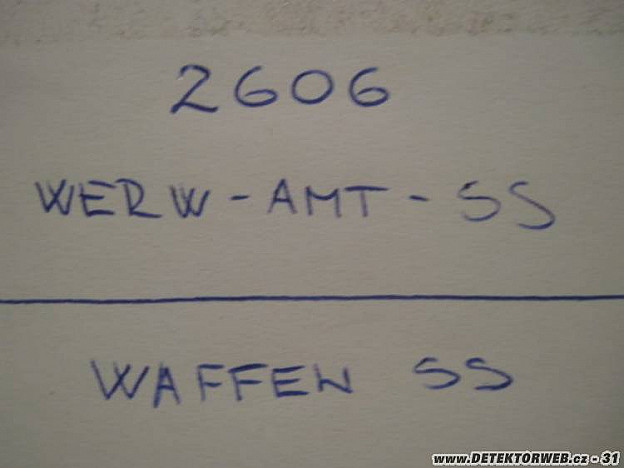 2606
WERW-AMT-SS
WAFFEN SS
www.DETEKTORWEB.cz - 31